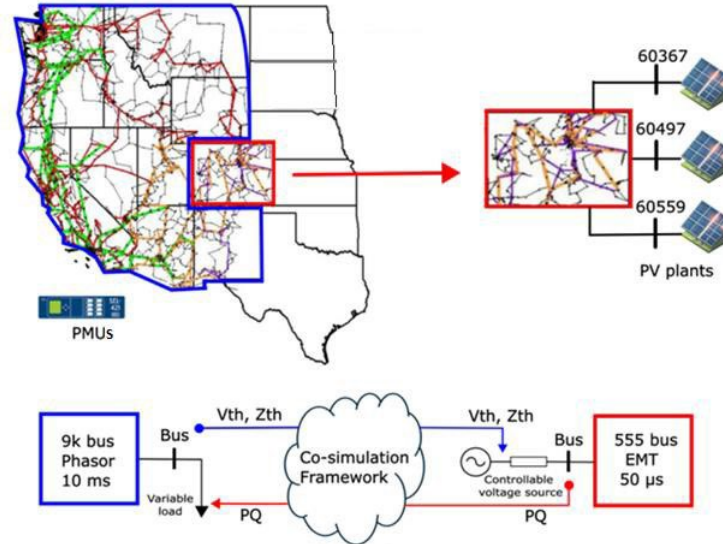 60367
60497
60559
PV plants
PMUs
Vth, Zth
Vth, Zth
9k bus
Phasor
10 ms
Bus
Variable
load
Co-simulation
Framework
Controllable
voltage source
Bus
555 bus
EMT
50 µs
PQ
PQ